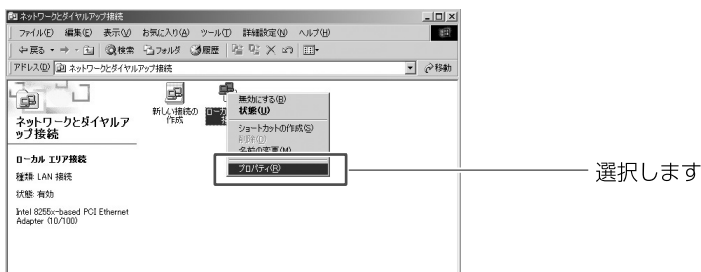 ネットワークとダイヤルアップ接続
ファイル(F) 編集(E) 表示(V) お気に入り(A) ツール(T) 詳細設定(N) ヘルプ(H)
戻る 検索 フォルダ 履歴
アドレス(D) ネットワークとダイヤルアップ接続 移動
新しい接続の
作成
無効にする(B)
状態(U)
ショートカットの作成(S)
削除(D)
名前の変更(M)
プロパティ(R)
選択します
ネットワークとダイヤルア
ップ接続
ローカル エリア接続
種類: LAN 接続
状態: 有効
Intel 8255x-based PCI Ethernet
Adapter (10/100)